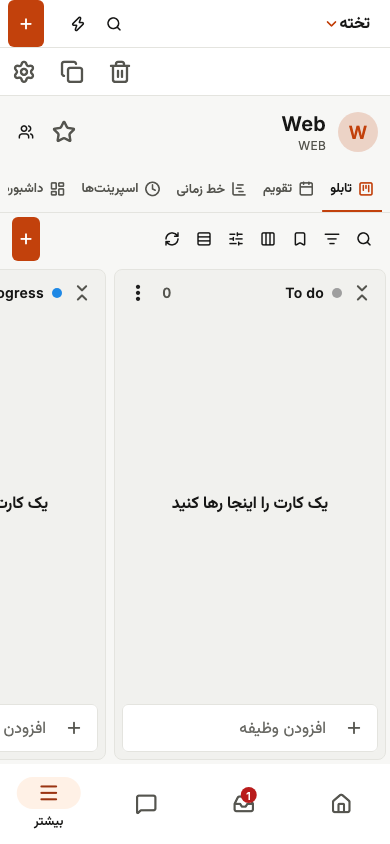 تخته
W
Web
WEB
تابلو
تقویم
خط زمانی
اسپرینت‌ها
To do
0
ogress
یک کارت را اینجا رها کنید
یک کارت
افزودن وظیفه
افزودن
1
بیشتر